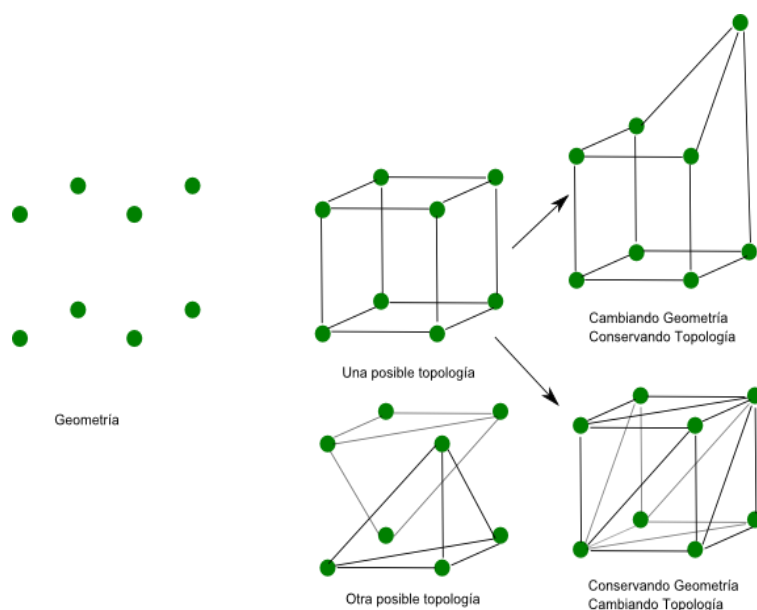 Geometría
Una posible topología
Cambiando Geometría
Conservando Topología
Otra posible topología
Conservando Geometría
Cambiando Topología